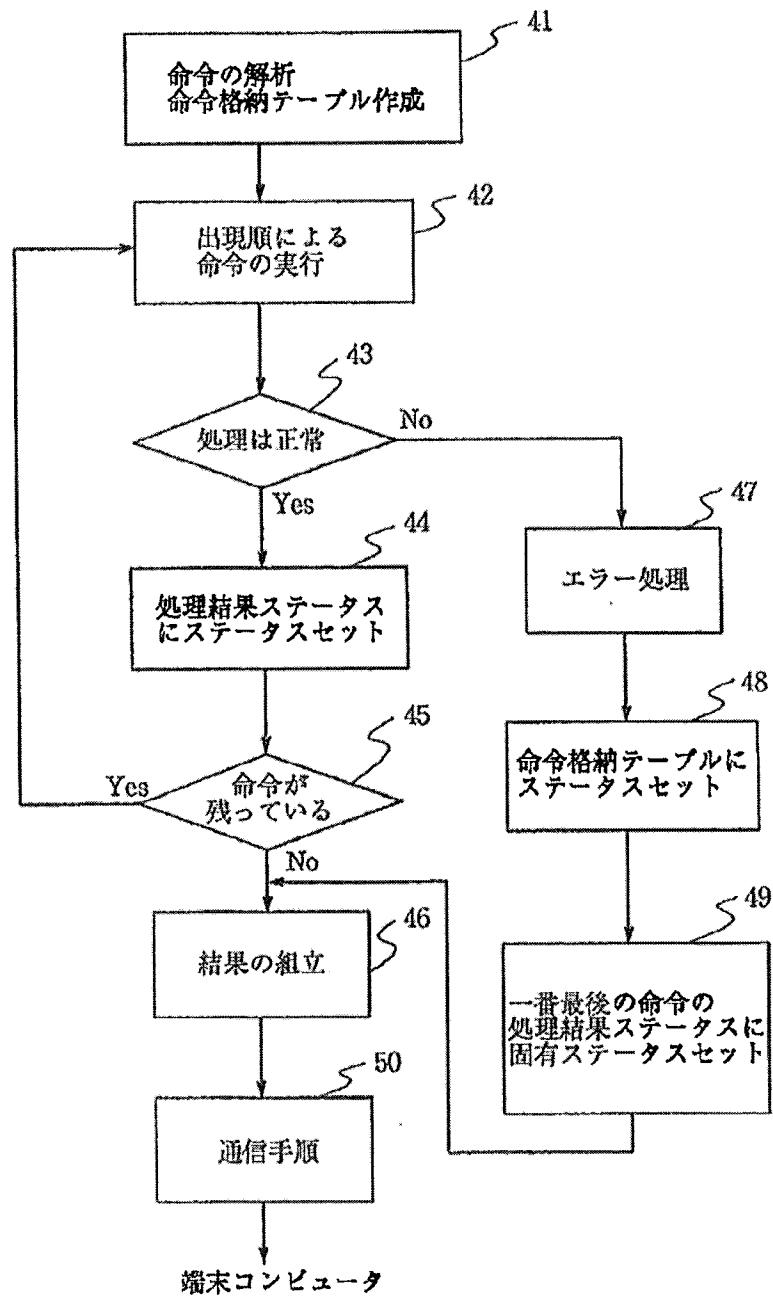 41
命令の解析
命令格納テーブル作成
42
出現順による
命令の実行
43
処理は正常
No
Yes
44
処理結果ステータス
にステータスセット
45
命令が
残っている
Yes
No
46
結果の組立
50
通信手順
端末コンピュータ
47
エラー処理
48
命令格納テーブルに
ステータスセット
49
一番最後の命令の
処理結果ステータスに
固有ステータスセット